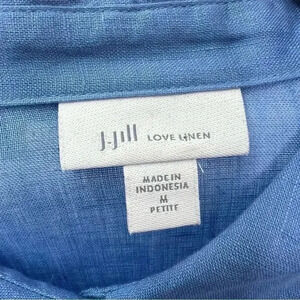 J.Jill LOVE LINEN
MADE IN
INDONESIA
M
PETITE